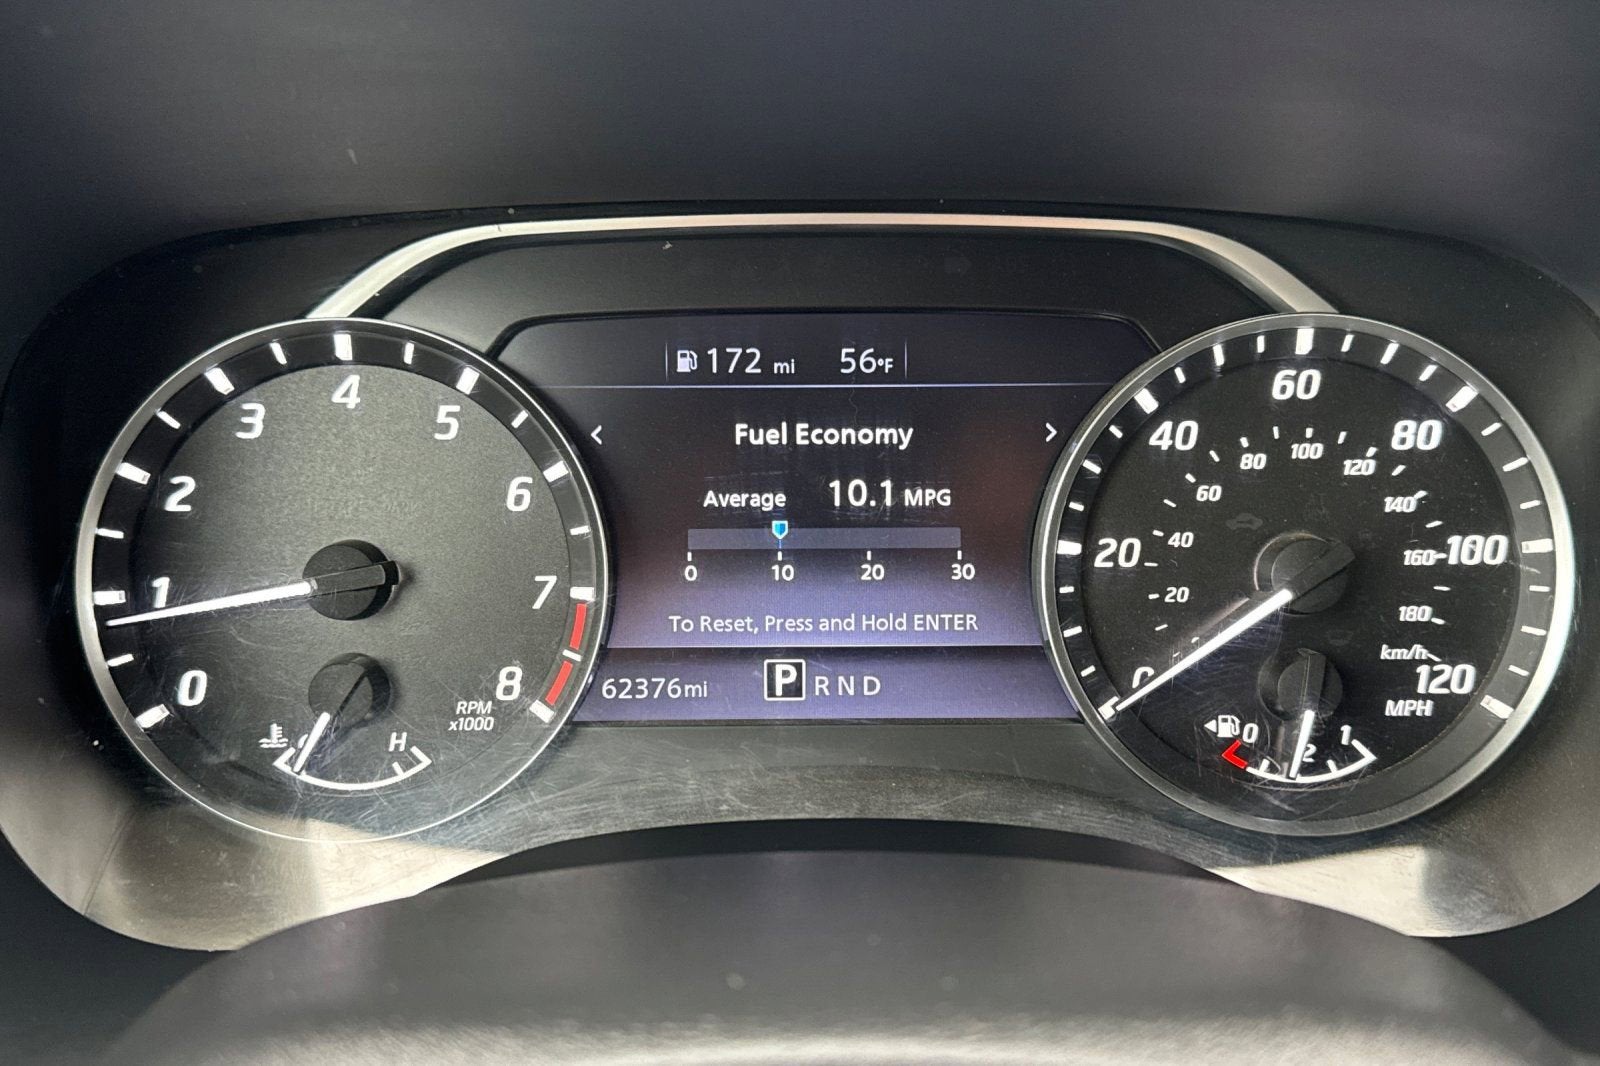 172 mi 56°F
< Fuel Economy >
Average 10.1 MPG
0 10 20 30
To Reset, Press and Hold ENTER
62376mi P R N D
0 1 2 3 4 5 6 7 8
RPM
x1000
H
0 20 40 60 80 100 120
20 40 60 80 100 120 140 160 180
km/h
MPH
0 1
2